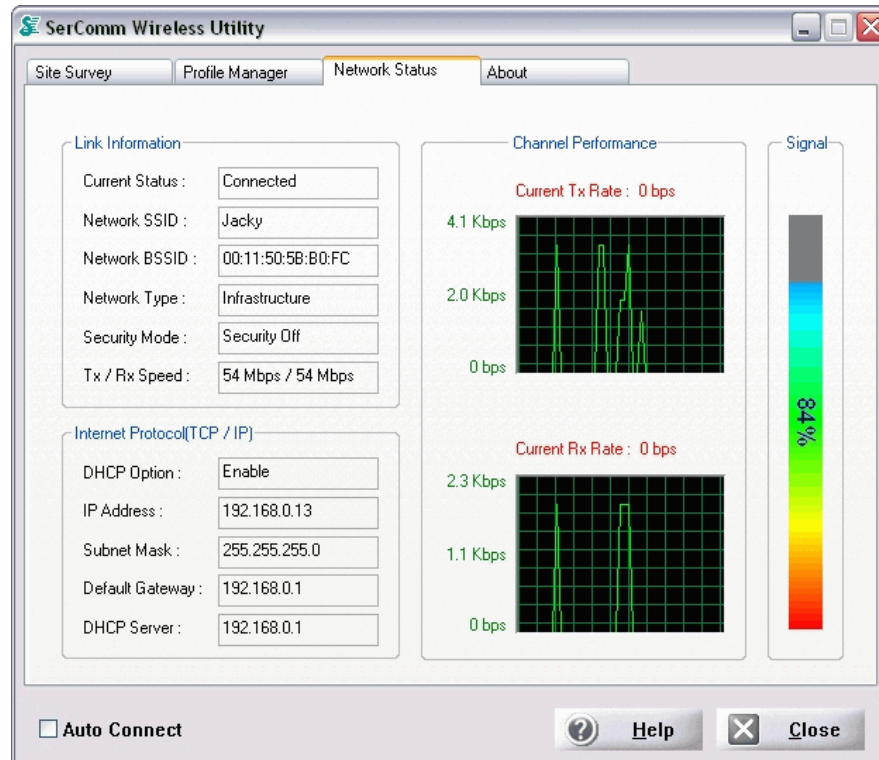 SerComm Wireless Utility
Site Survey
Profile Manager
Network Status
About
Link Information
Current Status : Connected
Network SSID : Jacky
Network BSSID : 00:11:50:5B:B0:FC
Network Type : Infrastructure
Security Mode : Security Off
Tx / Rx Speed : 54 Mbps / 54 Mbps
Internet Protocol(TCP / IP)
DHCP Option : Enable
IP Address : 192.168.0.13
Subnet Mask : 255.255.255.0
Default Gateway : 192.168.0.1
DHCP Server : 192.168.0.1
Channel Performance
Current Tx Rate : 0 bps
4.1 Kbps
2.0 Kbps
0 bps
Current Rx Rate : 0 bps
2.3 Kbps
1.1 Kbps
0 bps
Signal
84%
Auto Connect
Help
Close